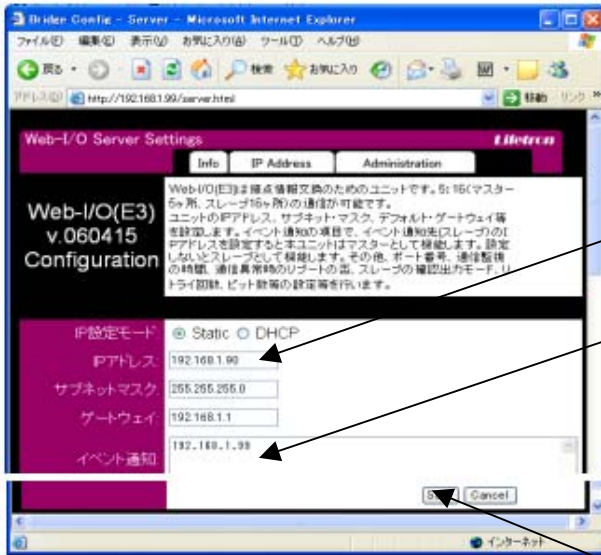 Bridge Config - Server - Microsoft Internet Explorer
ファイル(F) 編集(E) 表示(V) お気に入り(A) ツール(T) ヘルプ(H)
戻る 検索 お気に入り
アドレス(D) http://192.168.1.99/server.html 移動 リンク »
Web-I/O Server Settings Lifetron
Info IP Address Administration
Web-I/O(E3) v.060415 Configuration
Web-I/O(E3)は接点情報交換のためのユニットです。5:16(マスター
5ヶ所、スレーブ16ヶ所)の通信が可能です。
ユニットのIPアドレス、サブネット・マスク、デフォルト・ゲートウェイ等
を設定します。イベント通知の項目で、イベント通知先(スレーブ)のI
Pアドレスを設定すると本ユニットはマスターとして機能します。設定
しないとスレーブとして機能します。その他、ポート番号、通信監視
の時間、通信異常時のリブートの否、スレーブの確認出力モード、リ
トライ回数、ビット数等の設定等を行います。
IP設定モード: Static DHCP
IPアドレス: 192.168.1.90
サブネットマスク: 255.255.255.0
ゲートウェイ: 192.168.1.1
イベント通知: 192.168.1.99
Cancel
インターネット